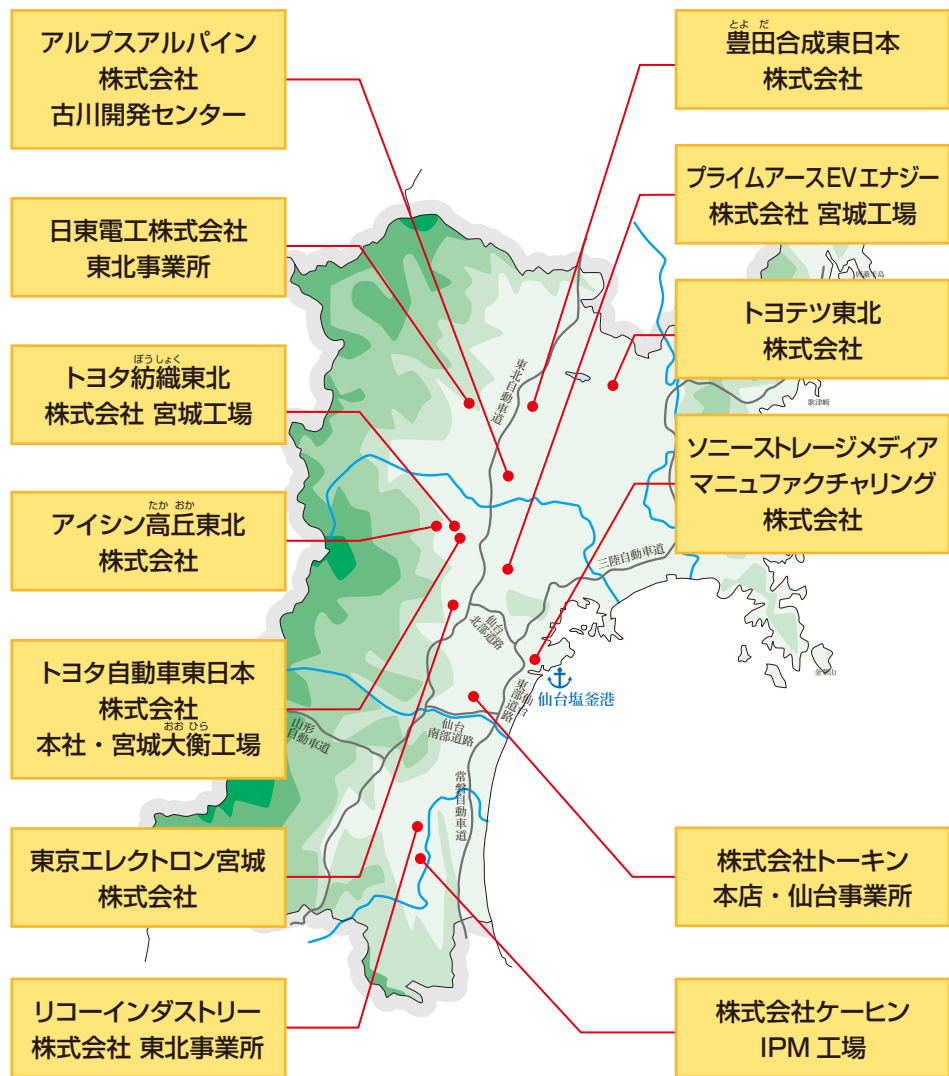 アルプスアルパイン
株式会社
古川開発センター
日東電工株式会社
東北事業所
ぼうしょく
トヨタ紡織東北
株式会社 宮城工場
たか おか
アイシン高丘東北
株式会社
トヨタ自動車東日本
株式会社
おお ひら
本社・宮城大衡工場
東京エレクトロン宮城
株式会社
リコーインダストリー
株式会社 東北事業所
とよ だ
豊田合成東日本
株式会社
プライムアースEVエナジー
株式会社 宮城工場
トヨテツ東北
株式会社
ソニーストレージメディア
マニュファクチャリング
株式会社
株式会社トーキン
本店・仙台事業所
株式会社ケーヒン
IPM 工場
東北自動車道
歌津崎
三陸自動車道
仙台
北部道路
仙台塩釜港
東部道路
仙台
仙台
南部道路
山形
自動車道
常磐自動車道